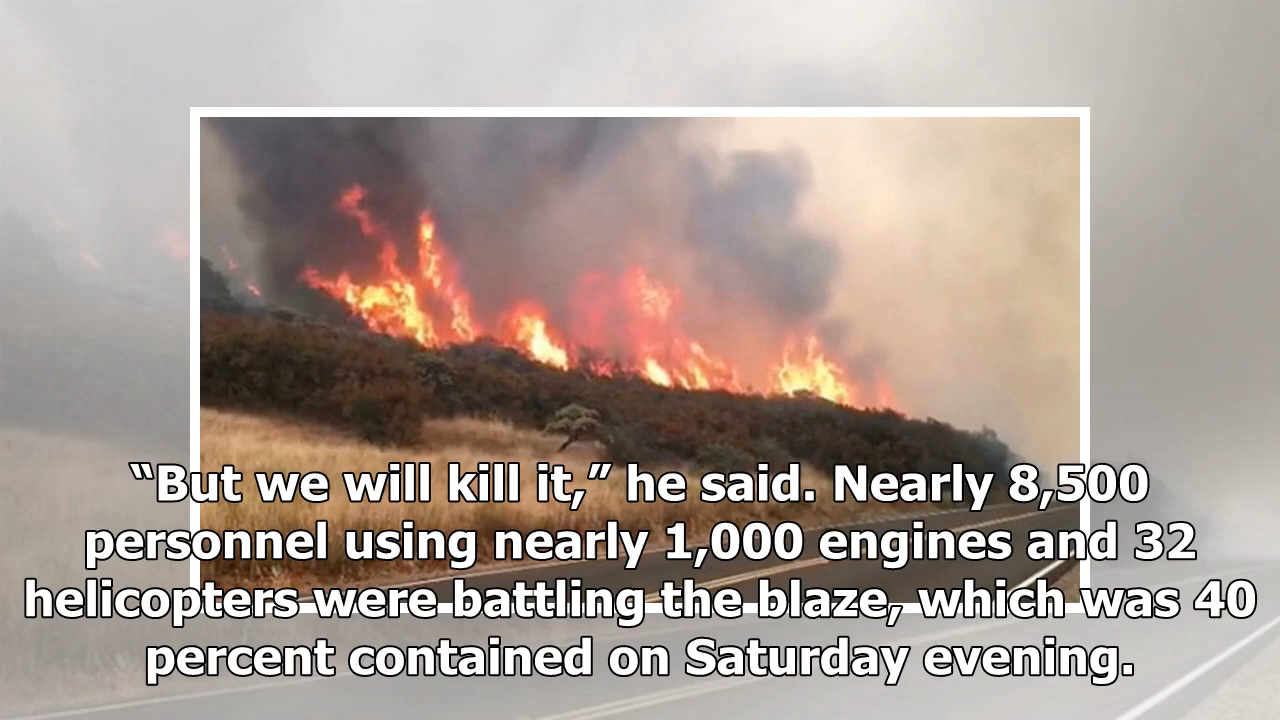 “But we will kill it,” he said. Nearly 8,500
personnel using nearly 1,000 engines and 32
helicopters were battling the blaze, which was 40
percent contained on Saturday evening.